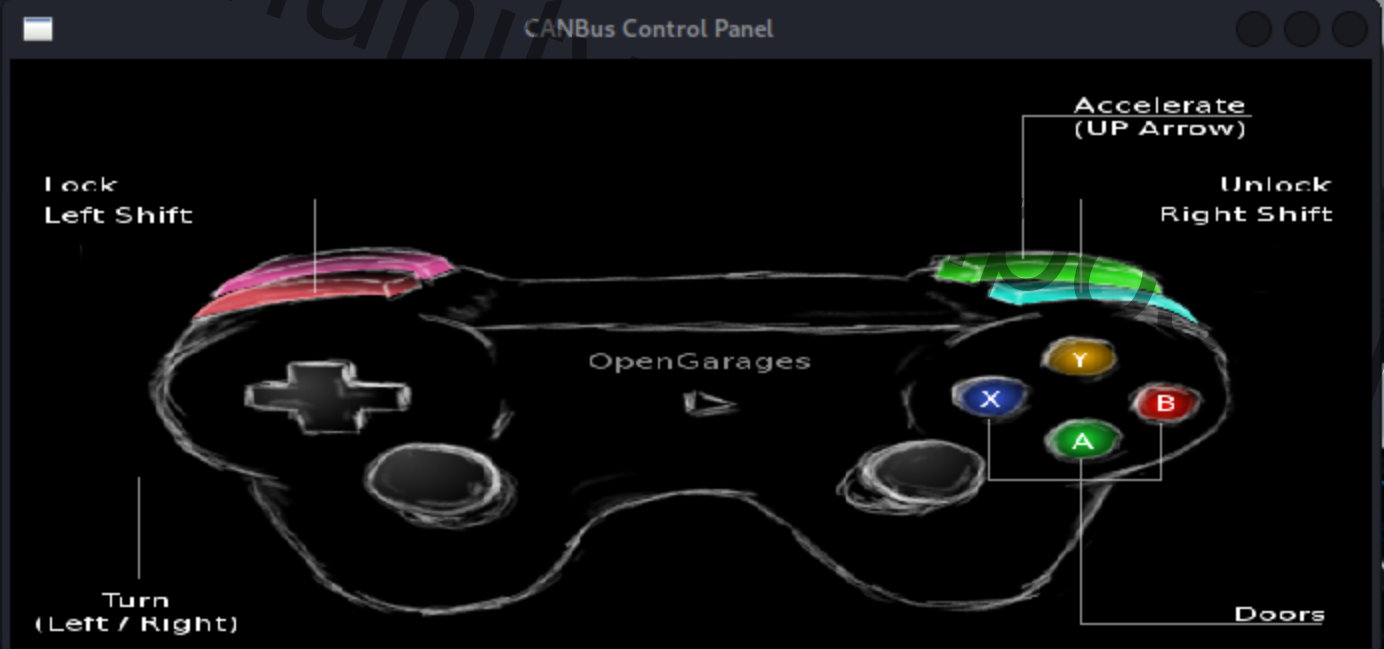 CANBus Control Panel
Accelerate
(UP Arrow)
Lock
Left Shift
Unlock
Right Shift
OpenGarages
Y
X
B
A
Turn
(Left / Right)
Doors